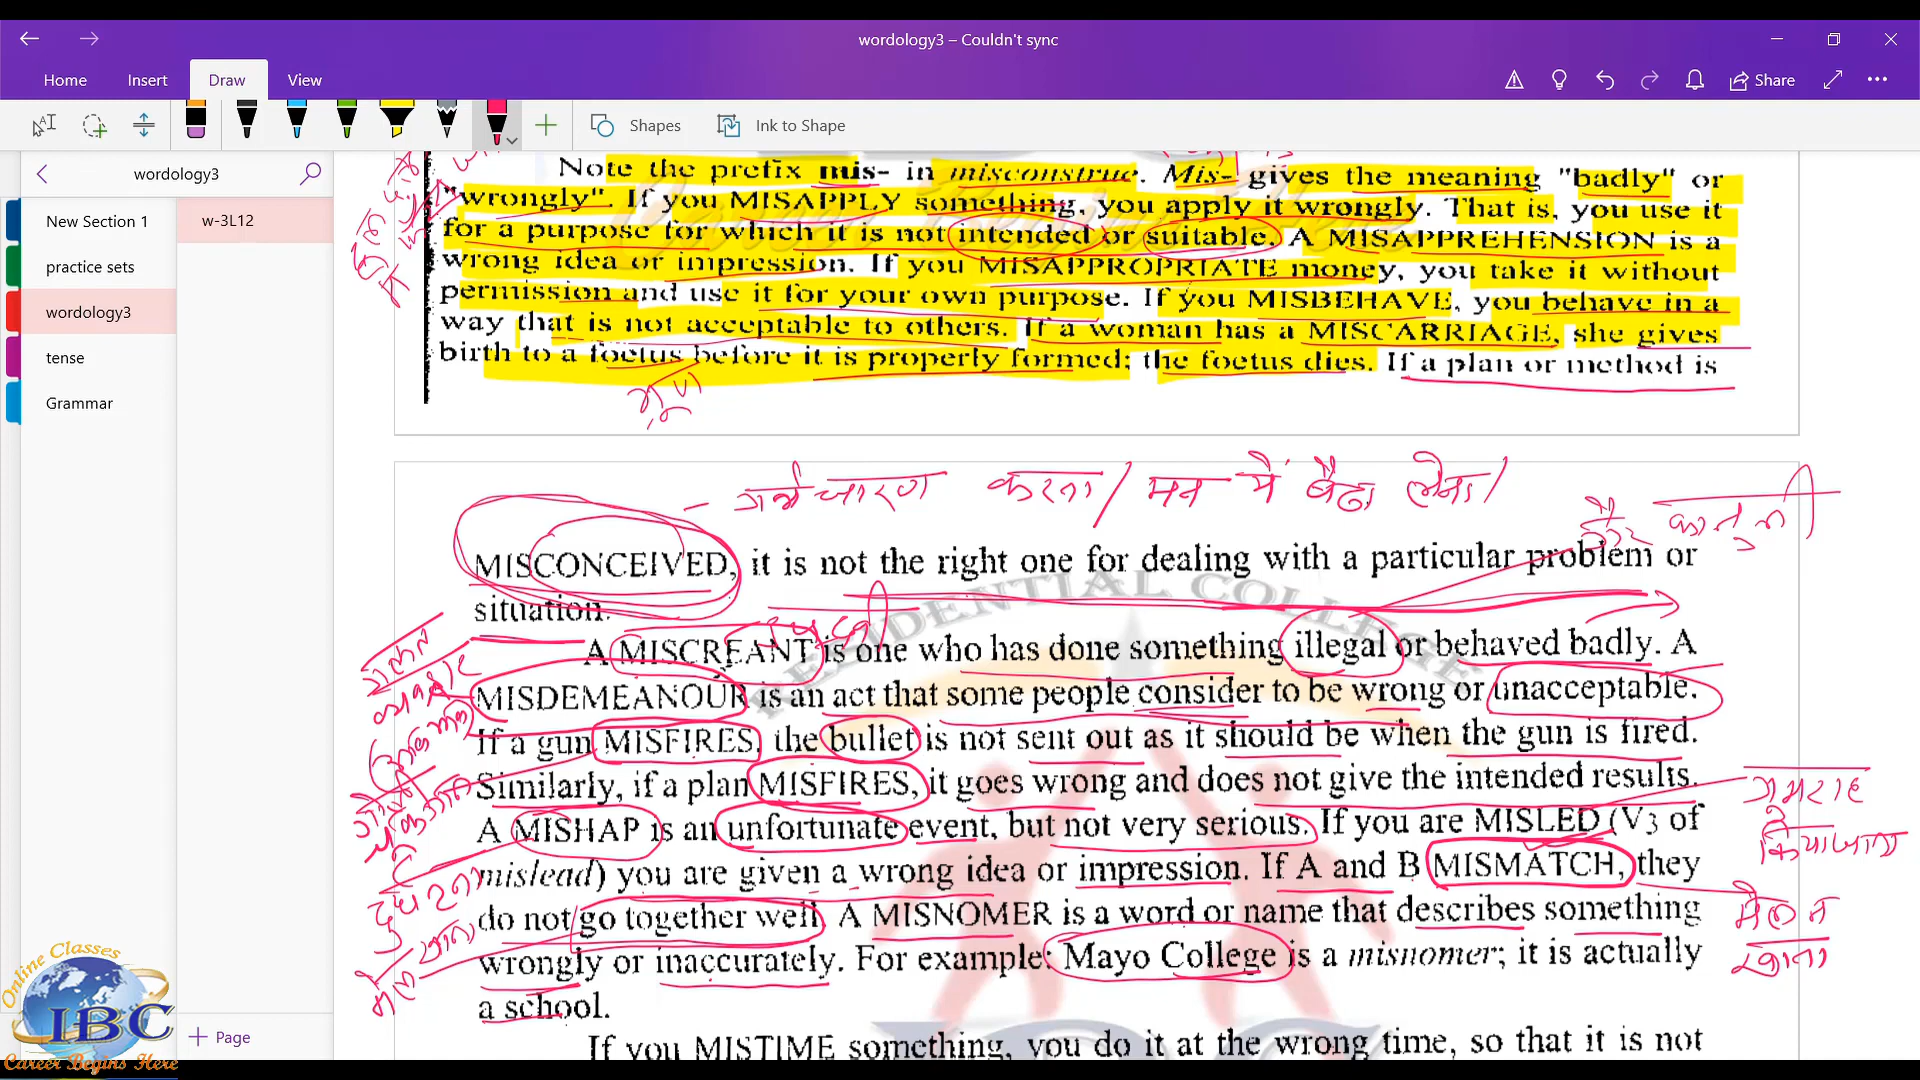 wordology3 – Couldn't sync
Home Insert Draw View
Share
Shapes Ink to Shape
wordology3
New Section 1
practice sets
wordology3
tense
Grammar
w-3L12
Page
Note the prefix mis- in misconstrue. Mis- gives the meaning "badly" or
"wrongly". If you MISAPPLY something, you apply it wrongly. That is, you use it
for a purpose for which it is not intended or suitable. A MISAPPREHENSION is a
wrong idea or impression. If you MISAPPROPRIATE money, you take it without
permission and use it for your own purpose. If you MISBEHAVE, you behave in a
way that is not acceptable to others. If a woman has a MISCARRIAGE, she gives
birth to a foetus before it is properly formed; the foetus dies. If a plan or method is
करना / मन में बैठा लेना /
MISCONCEIVED, it is not the right one for dealing with a particular problem or
situation.
A MISCREANT is one who has done something illegal or behaved badly. A
MISDEMEANOUR is an act that some people consider to be wrong or unacceptable.
If a gun MISFIRES, the bullet is not sent out as it should be when the gun is fired.
Similarly, if a plan MISFIRES, it goes wrong and does not give the intended results.
A MISHAP is an unfortunate event, but not very serious. If you are MISLED (V3 of
mislead) you are given a wrong idea or impression. If A and B MISMATCH, they
do not go together well. A MISNOMER is a word or name that describes something
wrongly or inaccurately. For example: Mayo College is a misnomer; it is actually
a school.
If you MISTIME something, you do it at the wrong time, so that it is not
गुमराह
किया जाना
मेल न
खाना
RESIDENTIAL COLLEGE
Online Classes
IBC
Career Begins Here